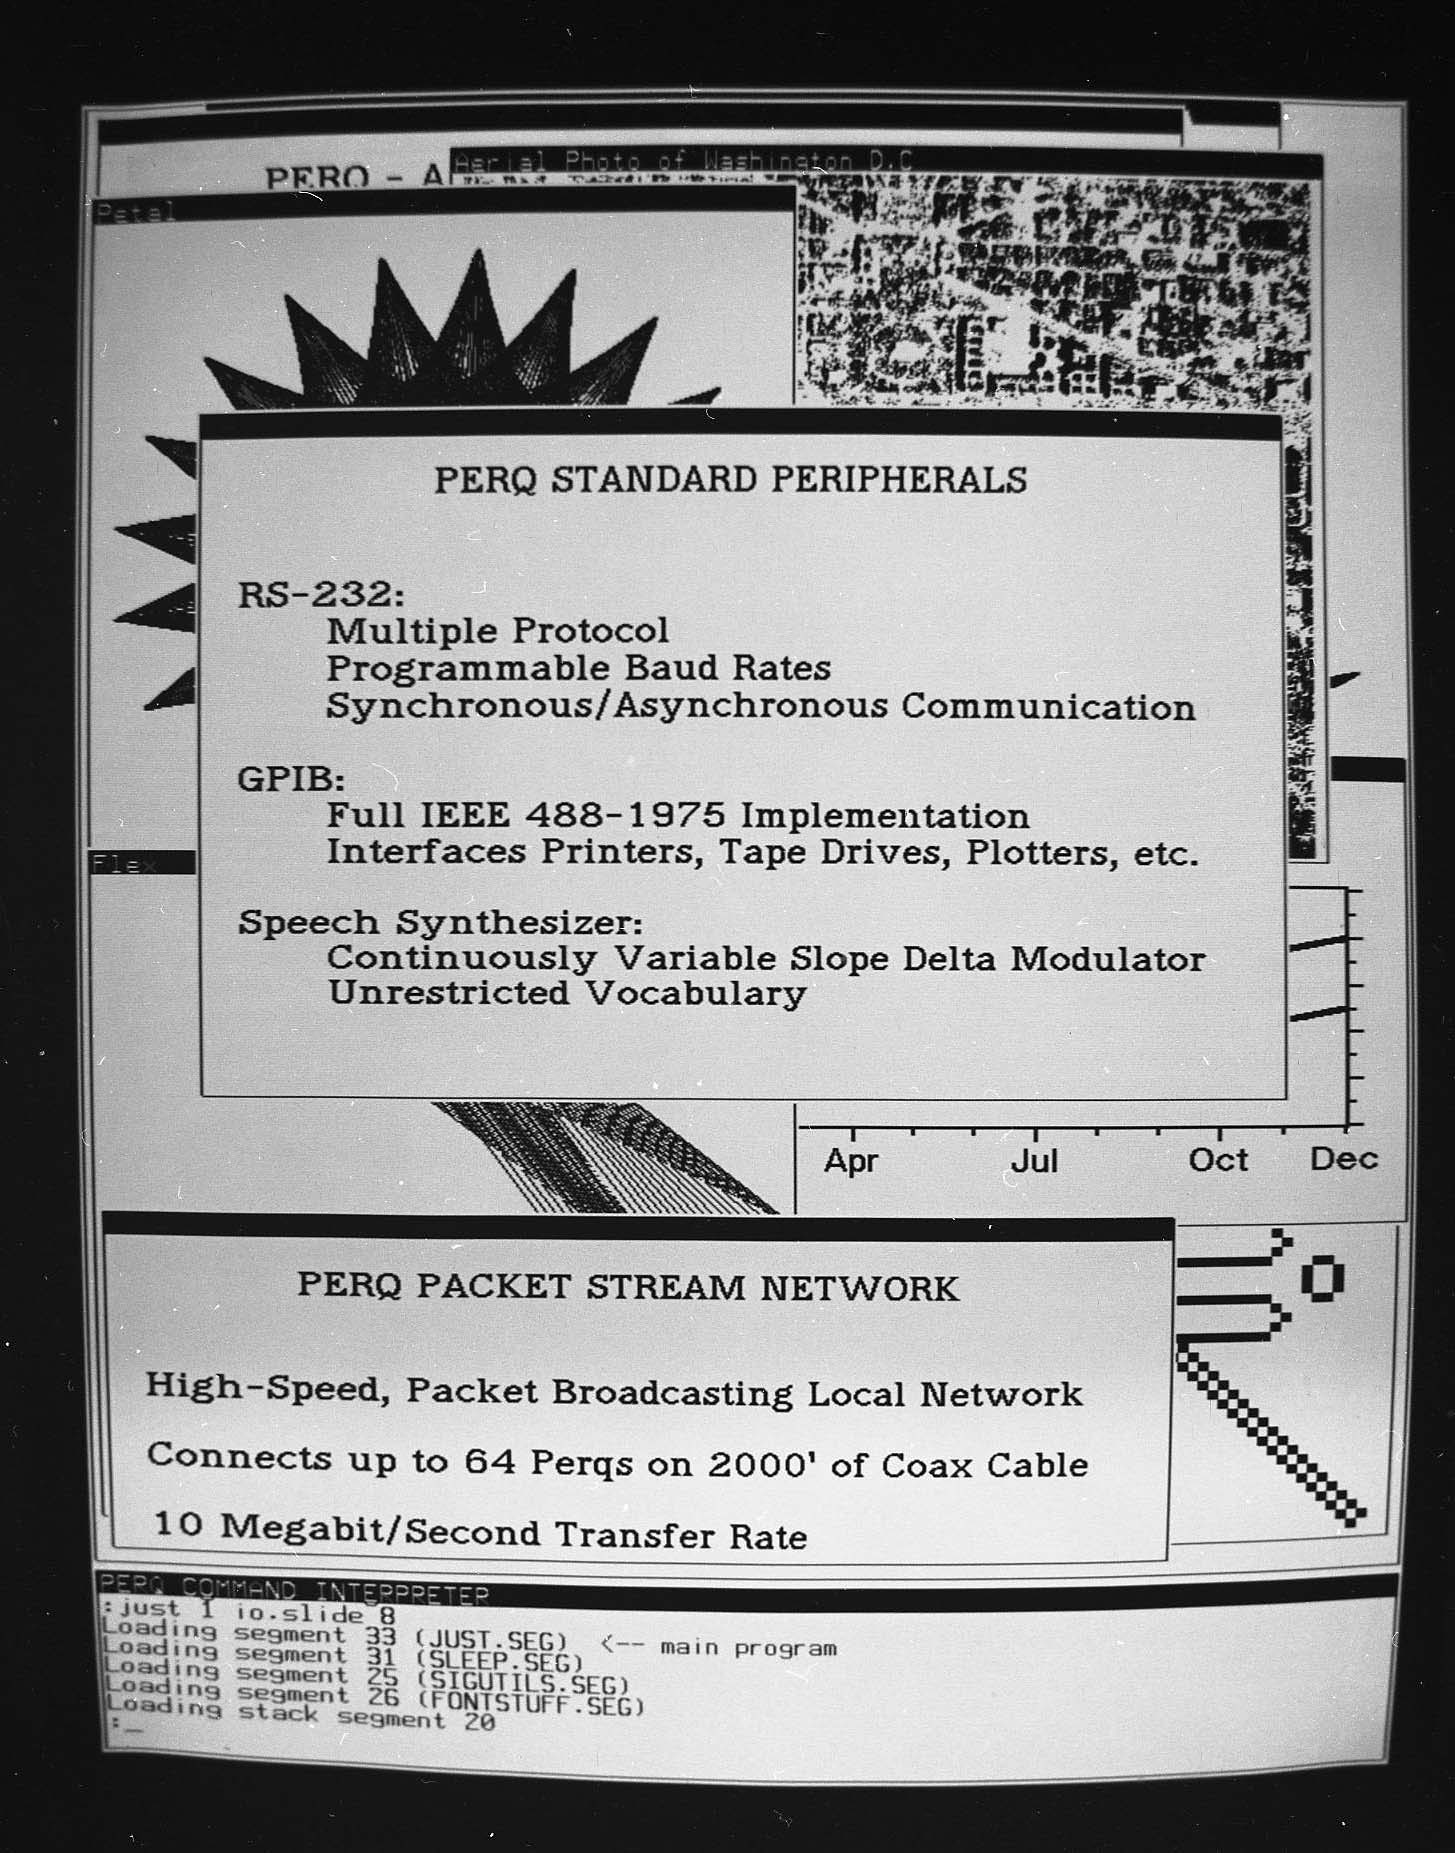 PERQ - A
Aerial Photo of Washington D.C
Petal
PERQ STANDARD PERIPHERALS
RS-232:
Multiple Protocol
Programmable Baud Rates
Synchronous/Asynchronous Communication
GPIB:
Full IEEE 488-1975 Implementation
Interfaces Printers, Tape Drives, Plotters, etc.
Speech Synthesizer:
Continuously Variable Slope Delta Modulator
Unrestricted Vocabulary
Flex
Apr Jul Oct Dec
0
PERQ PACKET STREAM NETWORK
High-Speed, Packet Broadcasting Local Network
Connects up to 64 Perqs on 2000' of Coax Cable
10 Megabit/Second Transfer Rate
PERQ COMMAND INTERPRETER
:just 1 io.slide 8
Loading segment 33 (JUST.SEG) <-- main program
Loading segment 31 (SLEEP.SEG)
Loading segment 25 (SIGUTILS.SEG)
Loading segment 26 (FONTSTUFF.SEG)
Loading stack segment 20
:_